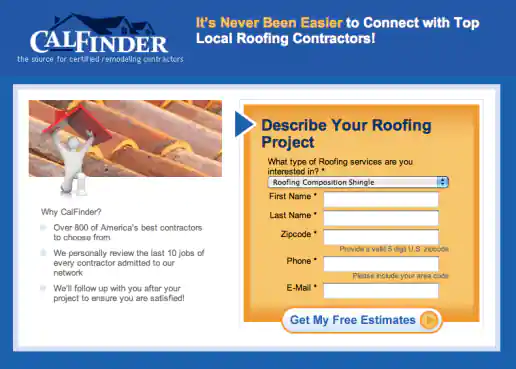 CALFINDER
the source for certified remodeling contractors
It's Never Been Easier to Connect with Top
Local Roofing Contractors!
Why CalFinder?
Over 800 of America's best contractors
to choose from
We personally review the last 10 jobs of
every contractor admitted to our
network
We'll follow up with you after your
project to ensure you are satisfied!
Describe Your Roofing
Project
What type of Roofing services are you
interested in? *
Roofing Composition Shingle
First Name *
Last Name *
Zipcode *
Provide a valid 5 digit U.S. zipcode
Phone *
Please include your area code
E-Mail *
Get My Free Estimates